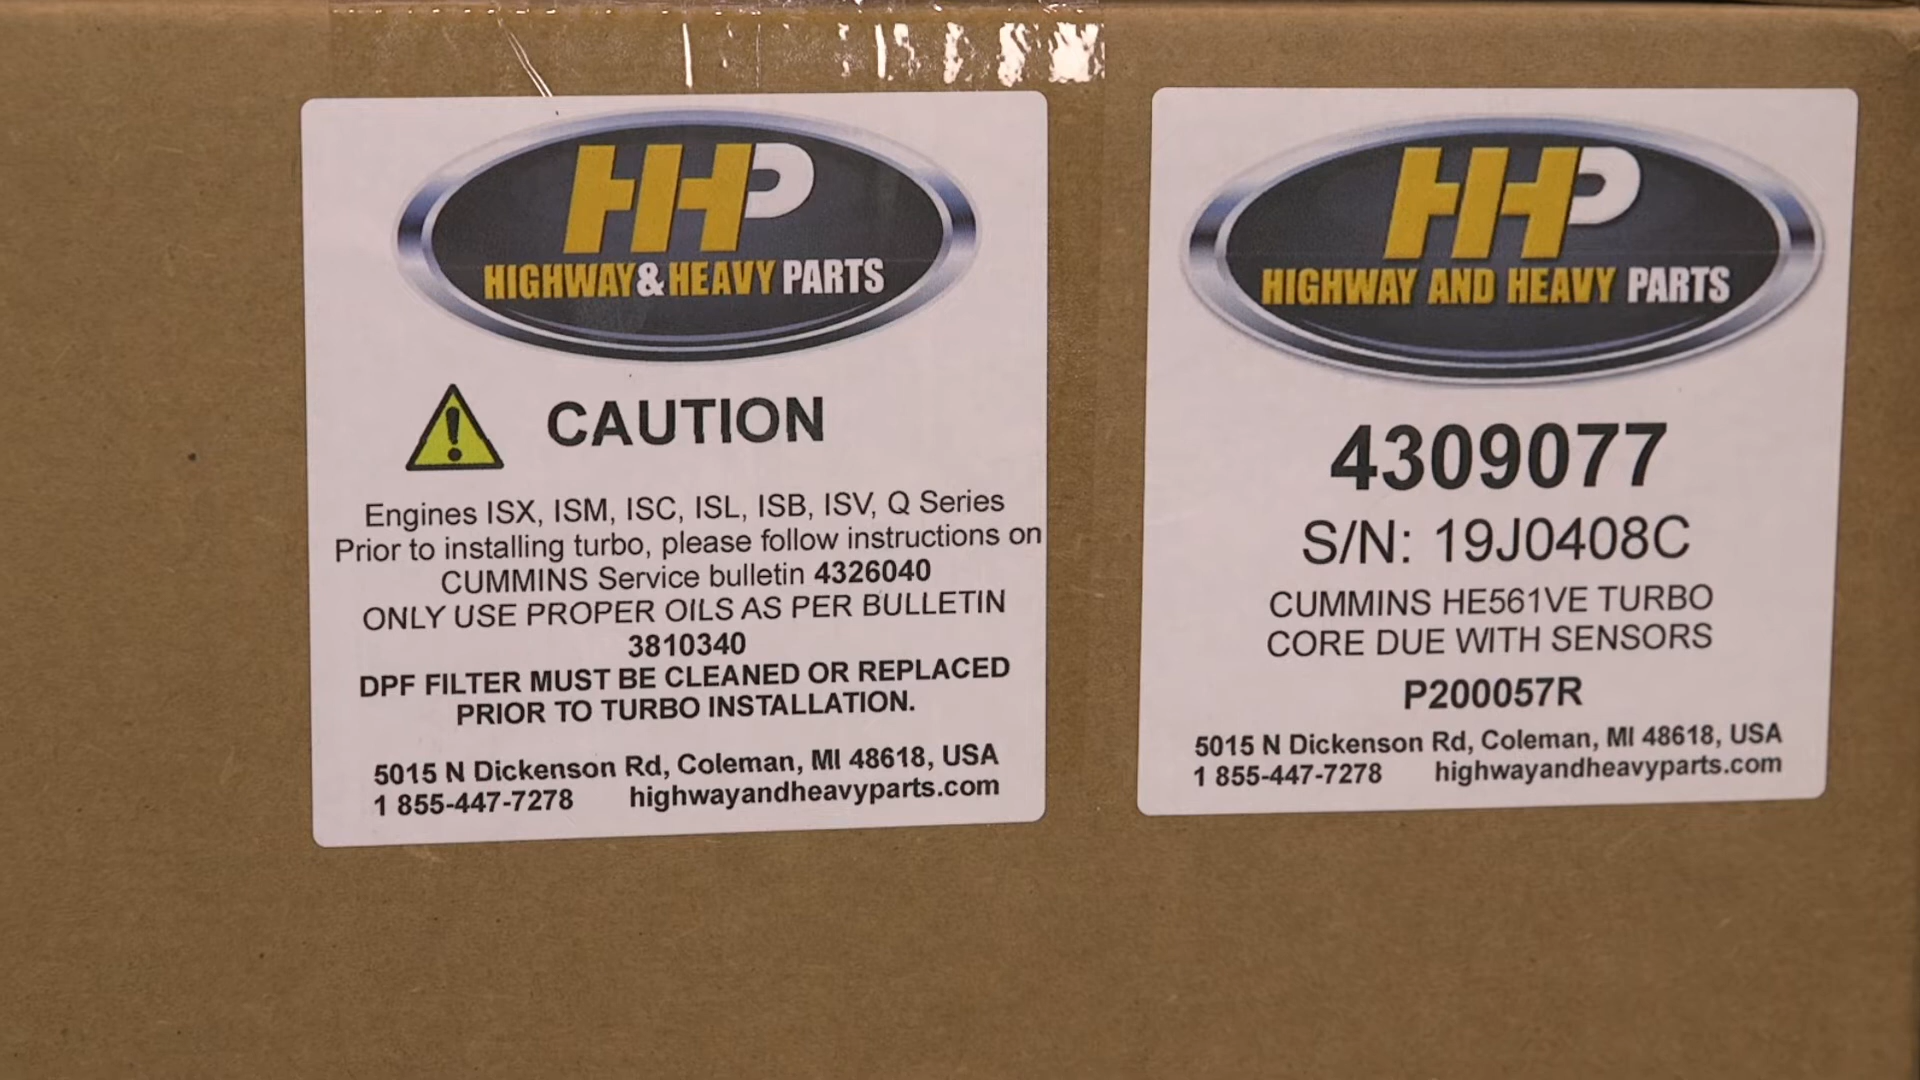 HHP
HIGHWAY & HEAVY PARTS
CAUTION
Engines ISX, ISM, ISC, ISL, ISB, ISV, Q Series
Prior to installing turbo, please follow instructions on
CUMMINS Service bulletin 4326040
ONLY USE PROPER OILS AS PER BULLETIN
3810340
DPF FILTER MUST BE CLEANED OR REPLACED
PRIOR TO TURBO INSTALLATION.
5015 N Dickenson Rd, Coleman, MI 48618, USA
1 855-447-7278 highwayandheavyparts.com
HHP
HIGHWAY AND HEAVY PARTS
4309077
S/N: 19J0408C
CUMMINS HE561VE TURBO
CORE DUE WITH SENSORS
P200057R
5015 N Dickenson Rd, Coleman, MI 48618, USA
1 855-447-7278 highwayandheavyparts.com